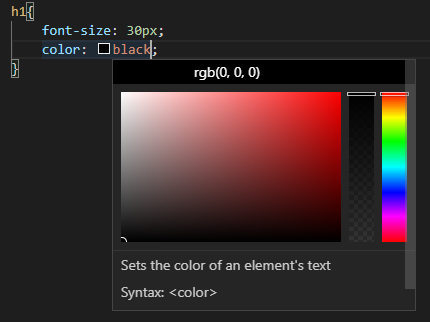 h1{
font-size: 30px;
color: black;
}
rgb(0, 0, 0)
Sets the color of an element's text
Syntax: <color>